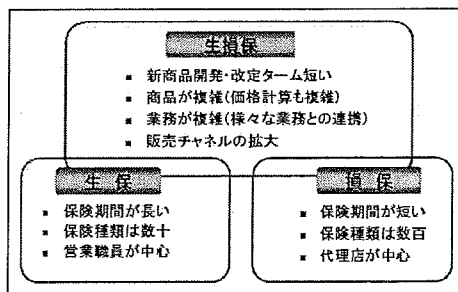 生損保
■ 新商品開発・改定ターム短い
■ 商品が複雑(価格計算も複雑)
■ 業務が複雑(様々な業務との連携)
■ 販売チャネルの拡大
生 保
■ 保険期間が長い
■ 保険種類は数十
■ 営業職員が中心
損 保
■ 保険期間が短い
■ 保険種類は数百
■ 代理店が中心